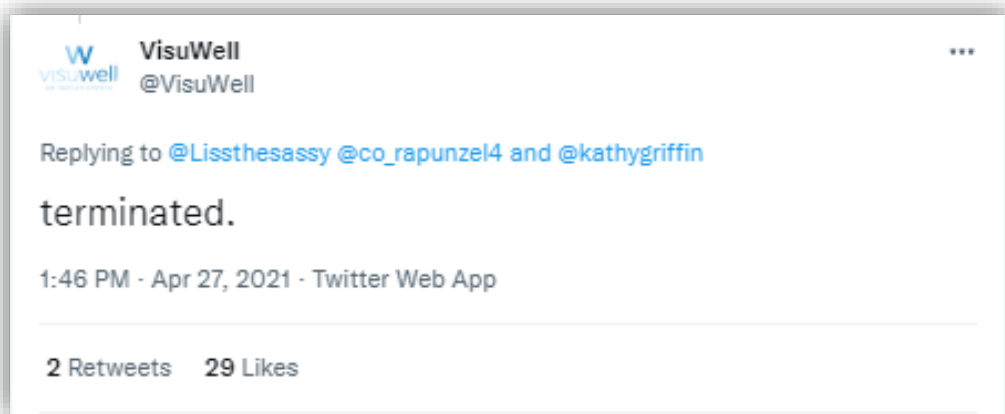 VisuWell
@VisuWell
Replying to @Lissthesassy @co_rapunzel4 and @kathygriffin
terminated.
1:46 PM · Apr 27, 2021 · Twitter Web App
2 Retweets 29 Likes
visuwell